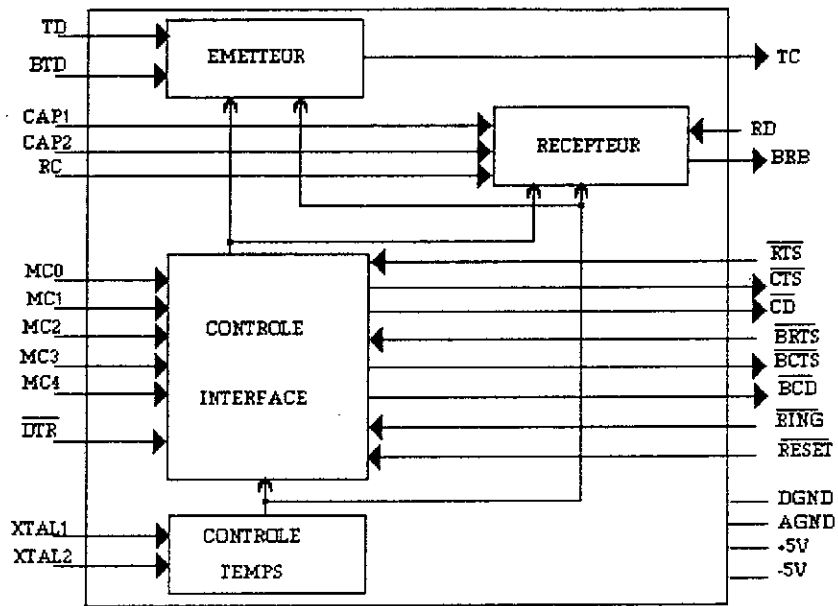 TD
BTD
EMETTEUR
TC
CAP1
CAP2
RC
RECEPTEUR
RD
BRB
MC0
MC1
MC2
MC3
MC4
DTR
CONTROLE
INTERFACE
RTS
CTS
CD
BRTS
BCTS
BCD
RING
RESET
XTAL1
XTAL2
CONTROLE
TEMPS
DGND
AGND
+5V
-5V